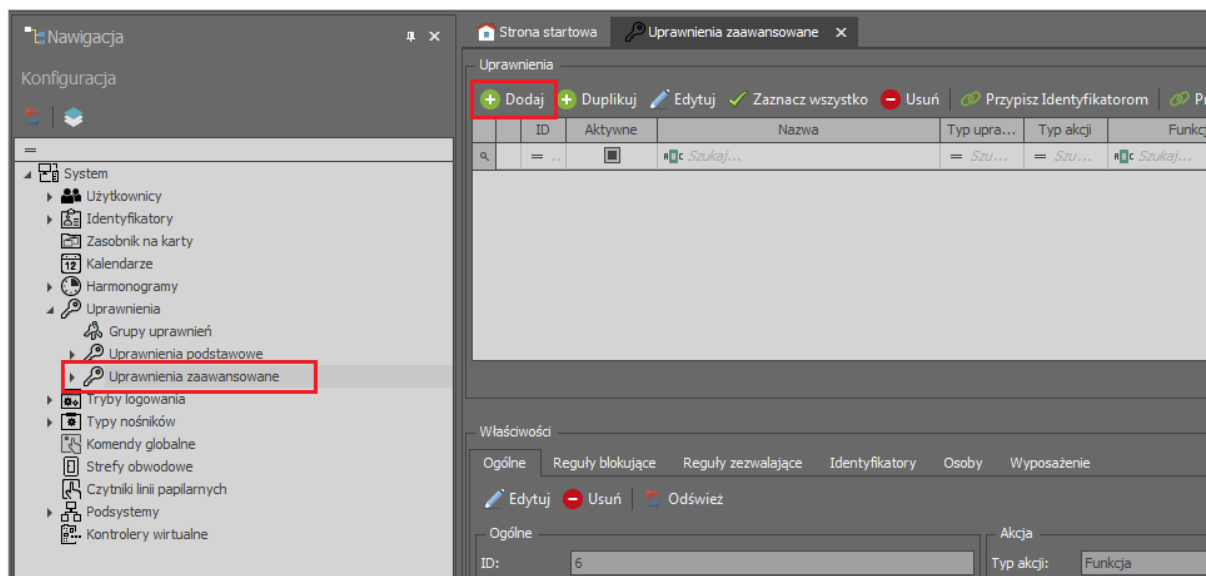 Nawigacja
Konfiguracja
System
Użytkownicy
Identyfikatory
Zasobnik na karty
Kalendarze
Harmonogramy
Uprawnienia
Grupy uprawnień
Uprawnienia podstawowe
Uprawnienia zaawansowane
Tryby logowania
Typy nośników
Komendy globalne
Strefy obwodowe
Czytniki linii papilarnych
Podsystemy
Kontrolery wirtualne
Strona startowa Uprawnienia zaawansowane
Uprawnienia
Dodaj Duplikuj Edytuj Zaznacz wszystko Usuń Przypisz Identyfikatorom Pr
ID Aktywne Nazwa Typ upra... Typ akcji Funkc
= .. Szukaj... = Szu... = Szu... Szukaj...
Właściwości
Ogólne Reguły blokujące Reguły zezwalające Identyfikatory Osoby Wyposażenie
Edytuj Usuń Odśwież
Ogólne Akcja
ID: 6 Typ akcji: Funkcja